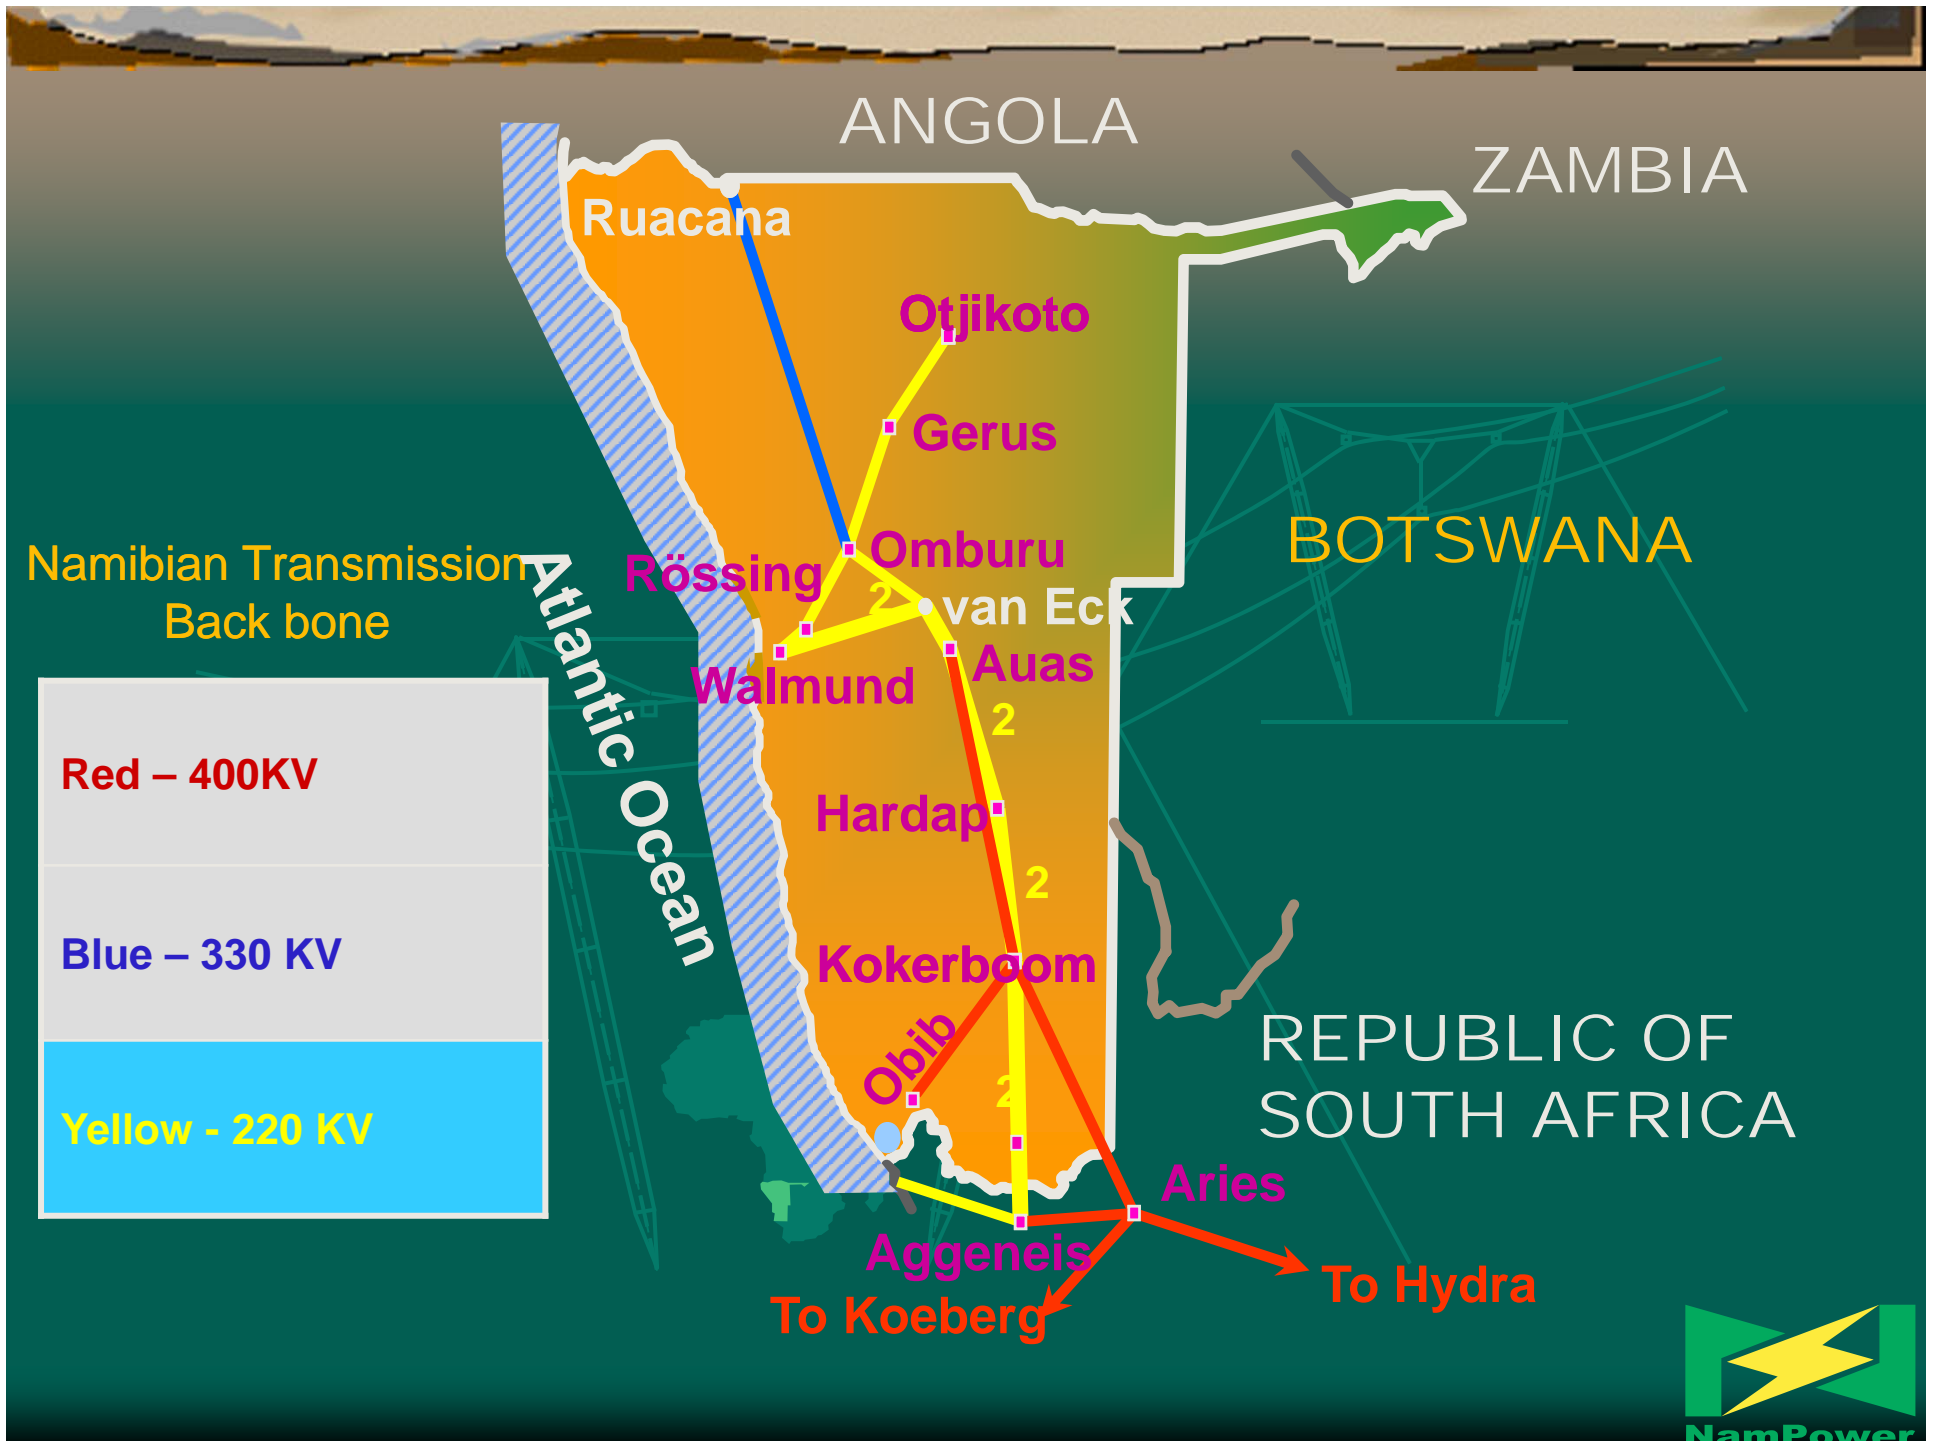 ANGOLA
ZAMBIA
Ruacana
Otjikoto
Gerus
BOTSWANA
Namibian Transmission
Back bone
Atlantic Ocean
Rössing
Omburu
2
van Eck
Walmund
Auas
2
Red – 400KV
Hardap
2
Blue – 330 KV
Kokerboom
REPUBLIC OF
SOUTH AFRICA
Obib
2
Yellow - 220 KV
Aries
Aggeneis
To Koeberg
To Hydra
NamPower